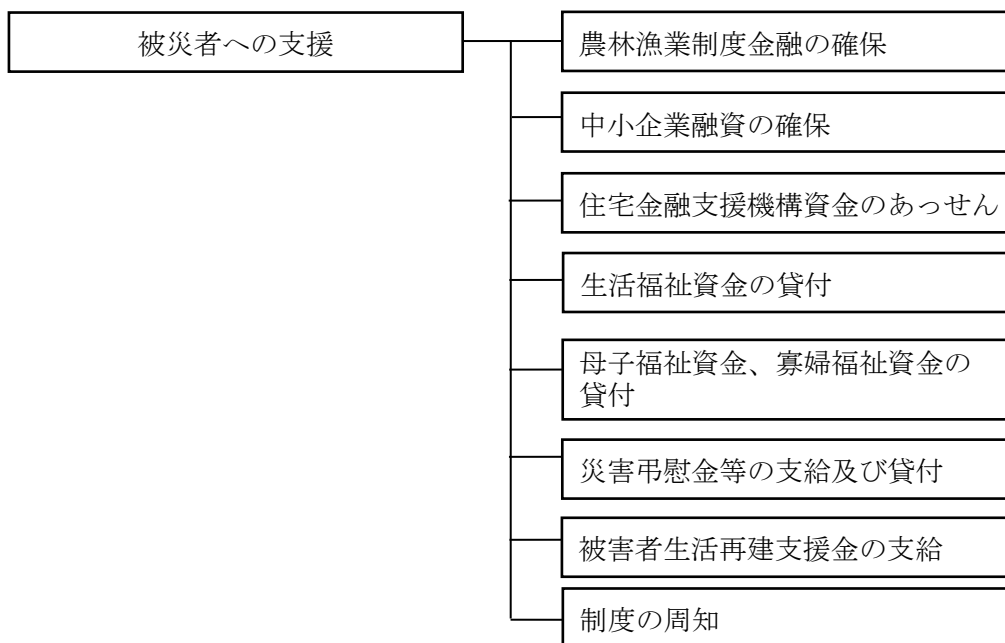 被災者への支援
農林漁業制度金融の確保
中小企業融資の確保
住宅金融支援機構資金のあっせん
生活福祉資金の貸付
母子福祉資金、寡婦福祉資金の
貸付
災害弔慰金等の支給及び貸付
被害者生活再建支援金の支給
制度の周知